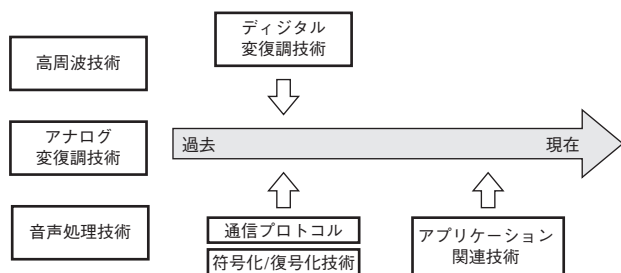 ディジタル
変復調技術
高周波技術
アナログ
変復調技術
過去
現在
音声処理技術
通信プロトコル
符号化/復号化技術
アプリケーション
関連技術